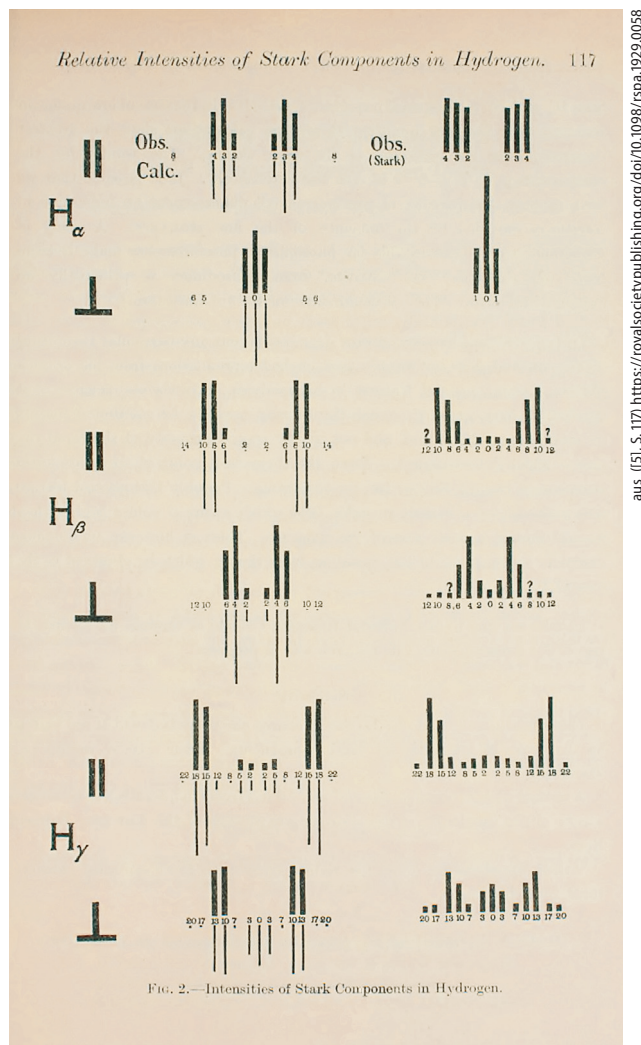 Relative Intensities of Stark Components in Hydrogen. 117
|| Obs. 8 4 3 2 2 3 4 8 Obs. 4 3 2 2 3 4
Calc. (Stark)
Hα
⊥ 6 5 1 0 1 5 6 1 0 1
|| 14 10 8 6 2 2 6 8 10 14 ? 12 10 8 6 4 2 0 2 4 6 8 10 12 ?
Hβ
⊥ 12 10 6 4 2 2 4 6 10 12 12 10 ? 8 6 4 2 0 2 4 6 8 ? 10 12
|| 22 18 15 12 8 5 2 2 5 8 12 15 18 22 22 18 15 12 8 5 2 2 5 8 12 15 18 22
Hγ
⊥ 20 17 13 10 7 3 0 3 7 10 13 17 20 20 17 13 10 7 3 0 3 7 10 13 17 20
FIG. 2.—Intensities of Stark Components in Hydrogen.
aus ([5], S. 117) https://royalsocietypublishing.org/doi/10.1098/rspa.1929.0058